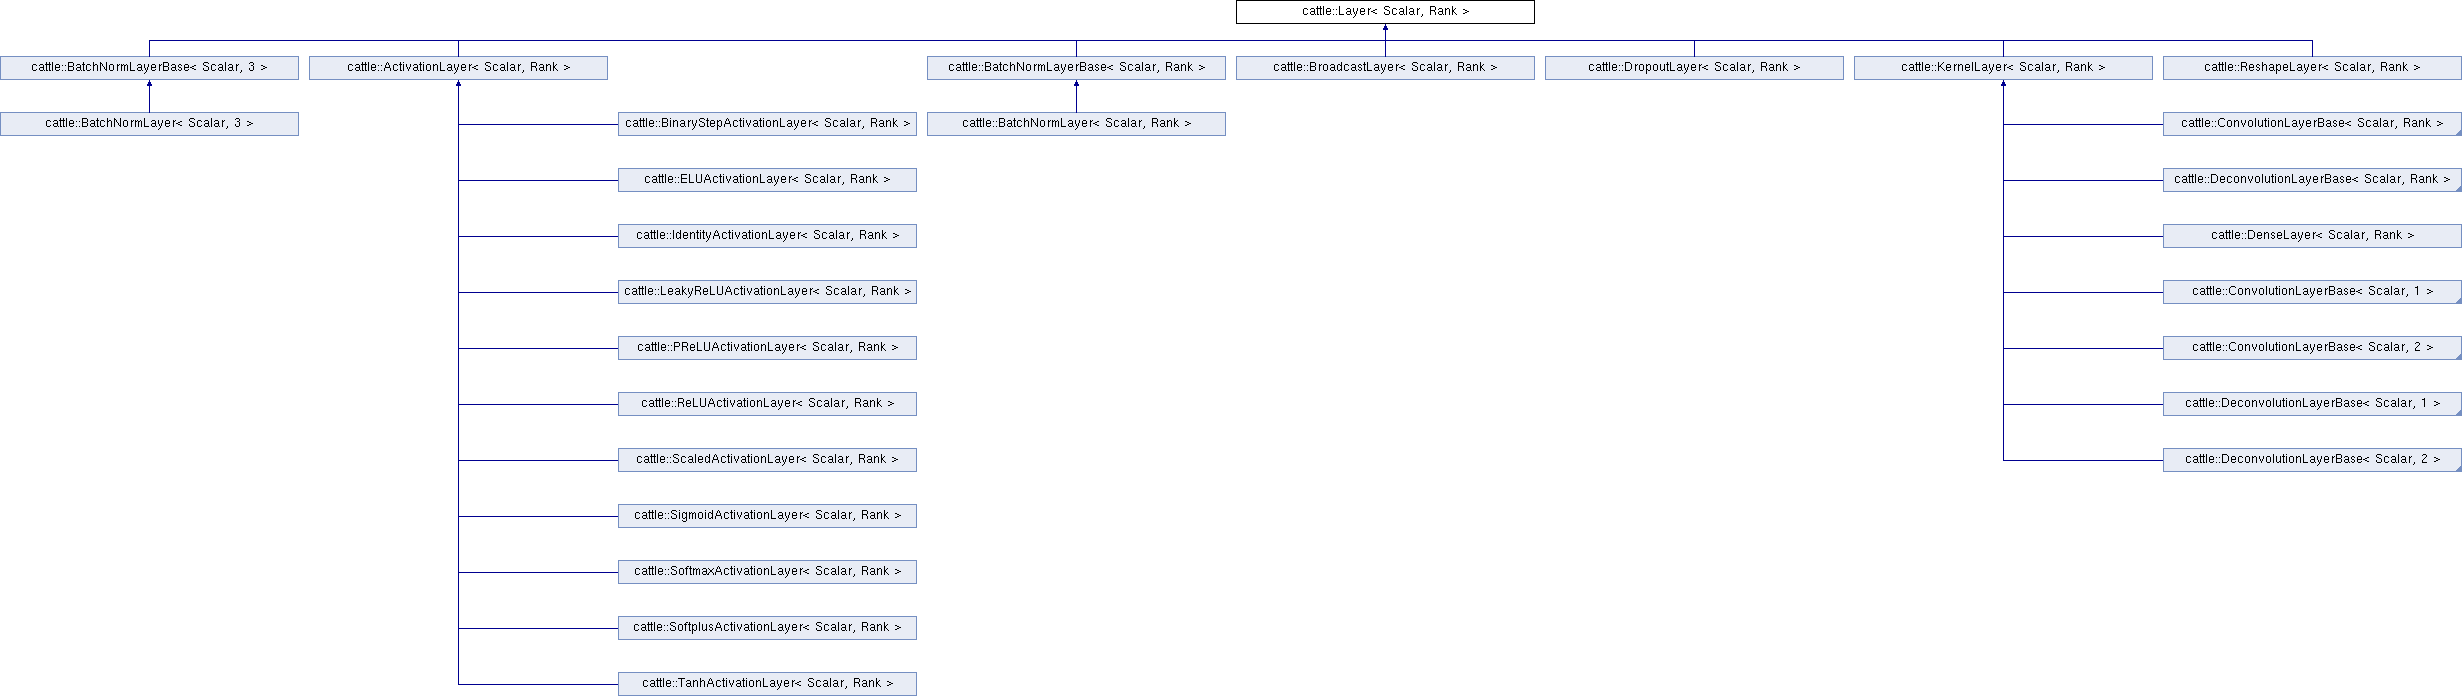 cattle::Layer< Scalar, Rank >
cattle::BatchNormLayerBase< Scalar, 3 >
cattle::ActivationLayer< Scalar, Rank >
cattle::BatchNormLayerBase< Scalar, Rank >
cattle::BroadcastLayer< Scalar, Rank >
cattle::DropoutLayer< Scalar, Rank >
cattle::KernelLayer< Scalar, Rank >
cattle::ReshapeLayer< Scalar, Rank >
cattle::BatchNormLayer< Scalar, 3 >
cattle::BinaryStepActivationLayer< Scalar, Rank >
cattle::BatchNormLayer< Scalar, Rank >
cattle::ConvolutionLayerBase< Scalar, Rank >
cattle::ELUActivationLayer< Scalar, Rank >
cattle::DeconvolutionLayerBase< Scalar, Rank >
cattle::IdentityActivationLayer< Scalar, Rank >
cattle::DenseLayer< Scalar, Rank >
cattle::LeakyReLUActivationLayer< Scalar, Rank >
cattle::ConvolutionLayerBase< Scalar, 1 >
cattle::PReLUActivationLayer< Scalar, Rank >
cattle::ConvolutionLayerBase< Scalar, 2 >
cattle::ReLUActivationLayer< Scalar, Rank >
cattle::DeconvolutionLayerBase< Scalar, 1 >
cattle::ScaledActivationLayer< Scalar, Rank >
cattle::DeconvolutionLayerBase< Scalar, 2 >
cattle::SigmoidActivationLayer< Scalar, Rank >
cattle::SoftmaxActivationLayer< Scalar, Rank >
cattle::SoftplusActivationLayer< Scalar, Rank >
cattle::TanhActivationLayer< Scalar, Rank >